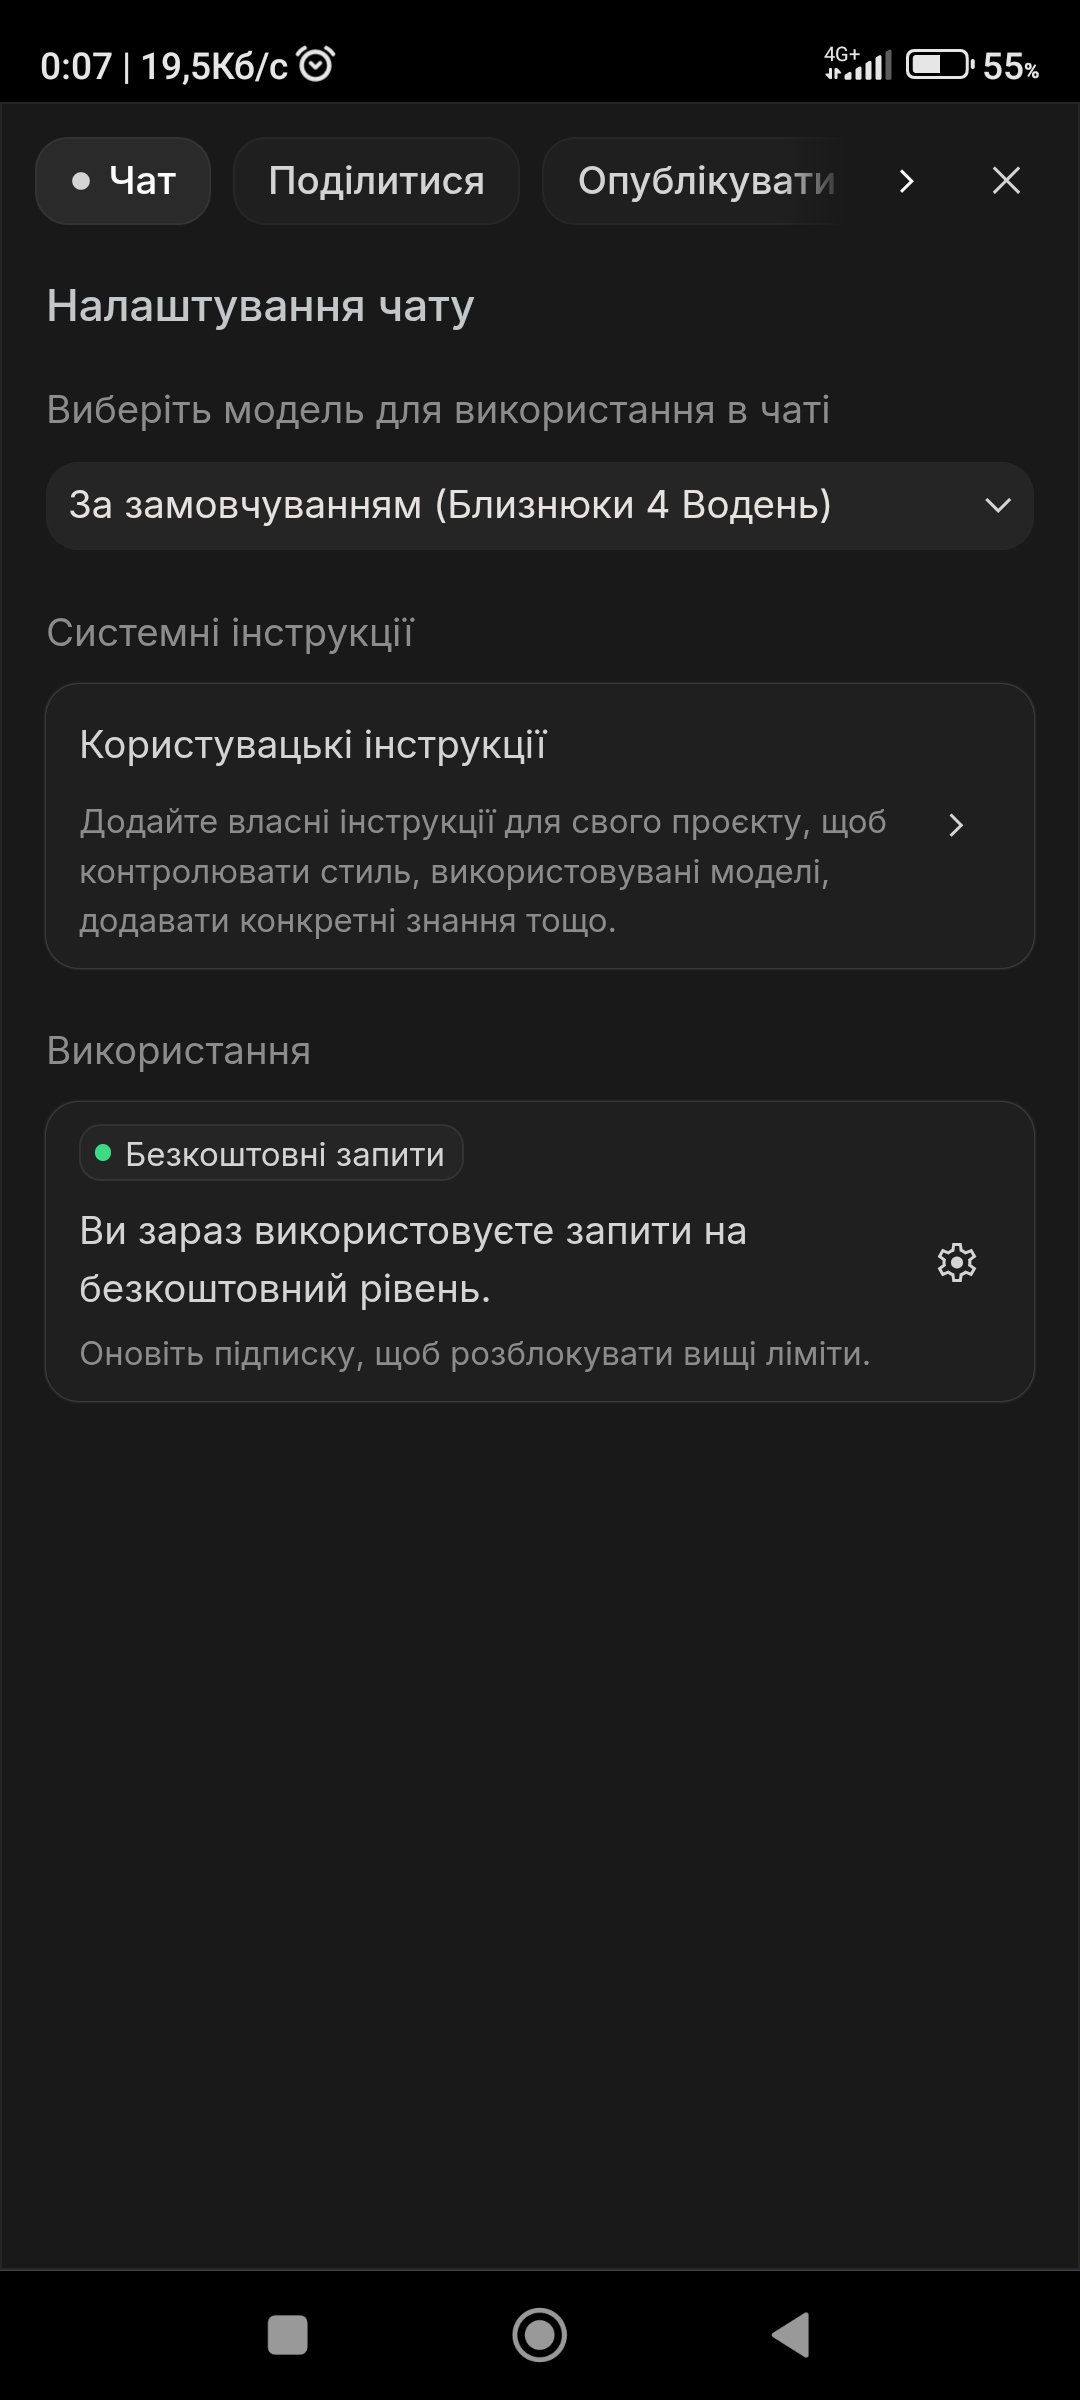 0:07 | 19,5Кб/с
4G+
55%
Чат
Поділитися
Опублікувати
Налаштування чату
Виберіть модель для використання в чаті
За замовчуванням (Близнюки 4 Водень)
Системні інструкції
Користувацькі інструкції
Додайте власні інструкції для свого проєкту, щоб
контролювати стиль, використовувані моделі,
додавати конкретні знання тощо.
Використання
Безкоштовні запити
Ви зараз використовуєте запити на
безкоштовний рівень.
Оновіть підписку, щоб розблокувати вищі ліміти.